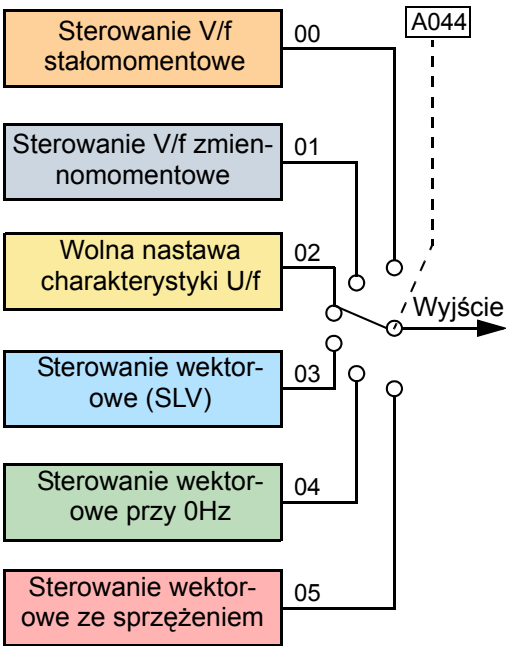 Sterowanie V/f
stałomomentowe
00
A044
Sterowanie V/f zmien-
nomomentowe
01
Wolna nastawa
charakterystyki U/f
02
Wyjście
Sterowanie wektor-
owe (SLV)
03
Sterowanie wektor-
owe przy 0Hz
04
Sterowanie wektor-
owe ze sprzężeniem
05